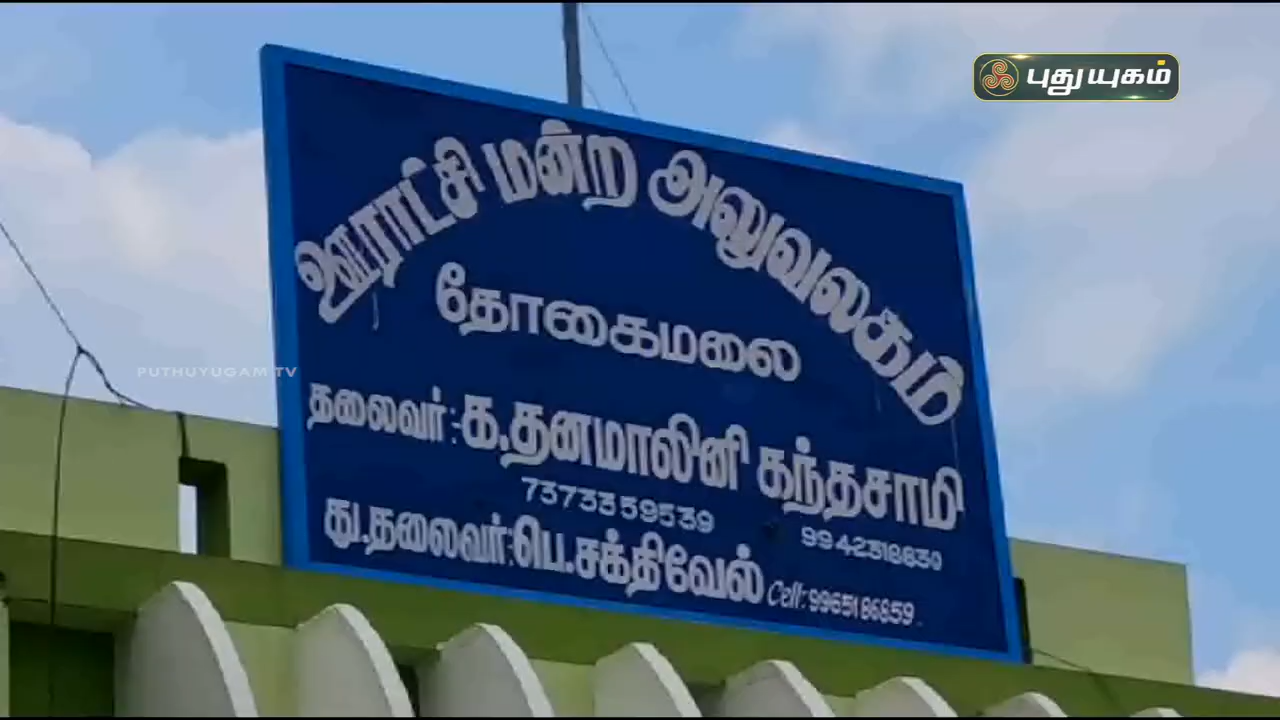 புதுயுகம்
ஊராட்சி மன்ற அலுவலகம்
தோகைமலை
PUTHUYUGAM TV
தலைவர்:-க.தனமாலினி கந்தசாமி
7373359539 9942318830
து.தலைவர்:பெ.சக்திவேல் Cell: 9965186859